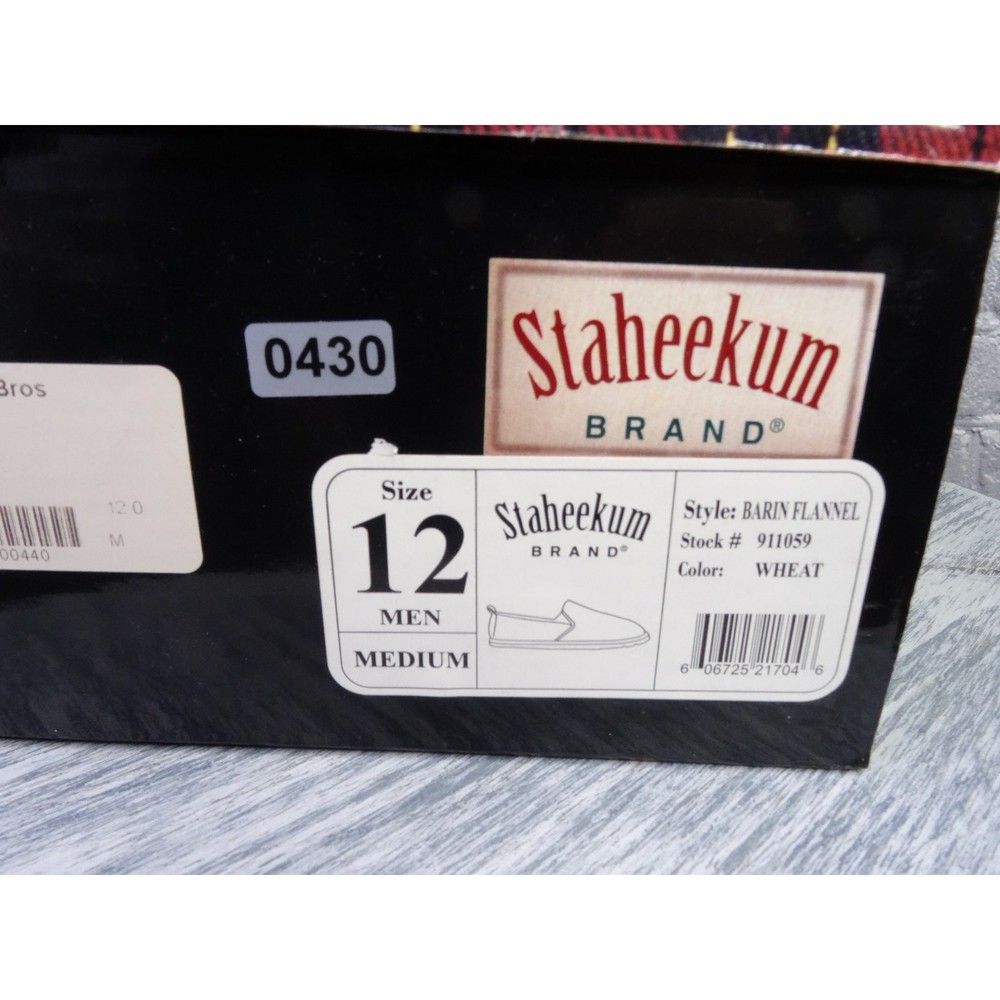 Bros
12.0
M
00440
0430
Staheekum
BRAND®
Size
12
MEN
MEDIUM
Staheekum
BRAND®
Style: BARIN FLANNEL
Stock # 911059
Color: WHEAT
6 06725 21704 6